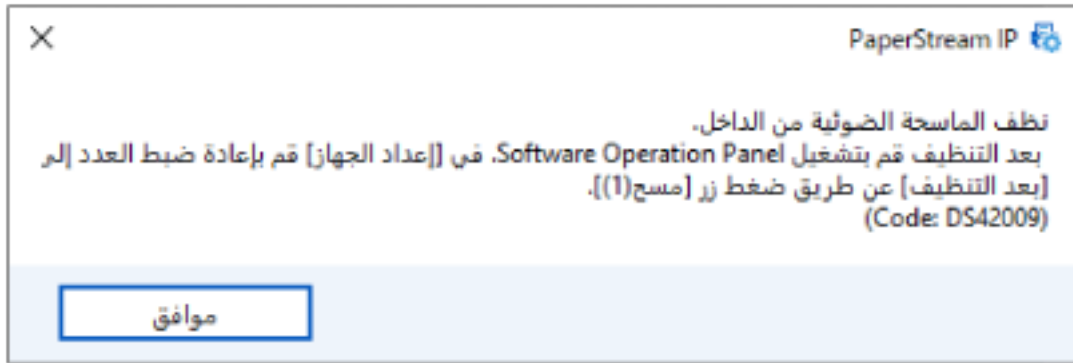 PaperStream IP
نظف الماسحة الضوئية من الداخل.
بعد التنظيف قم بتشغيل Software Operation Panel. في [إعداد الجهاز] قم بإعادة ضبط العدد إلى
[بعد التنظيف] عن طريق ضغط زر [مسح(1)].
(Code: DS42009)
موافق